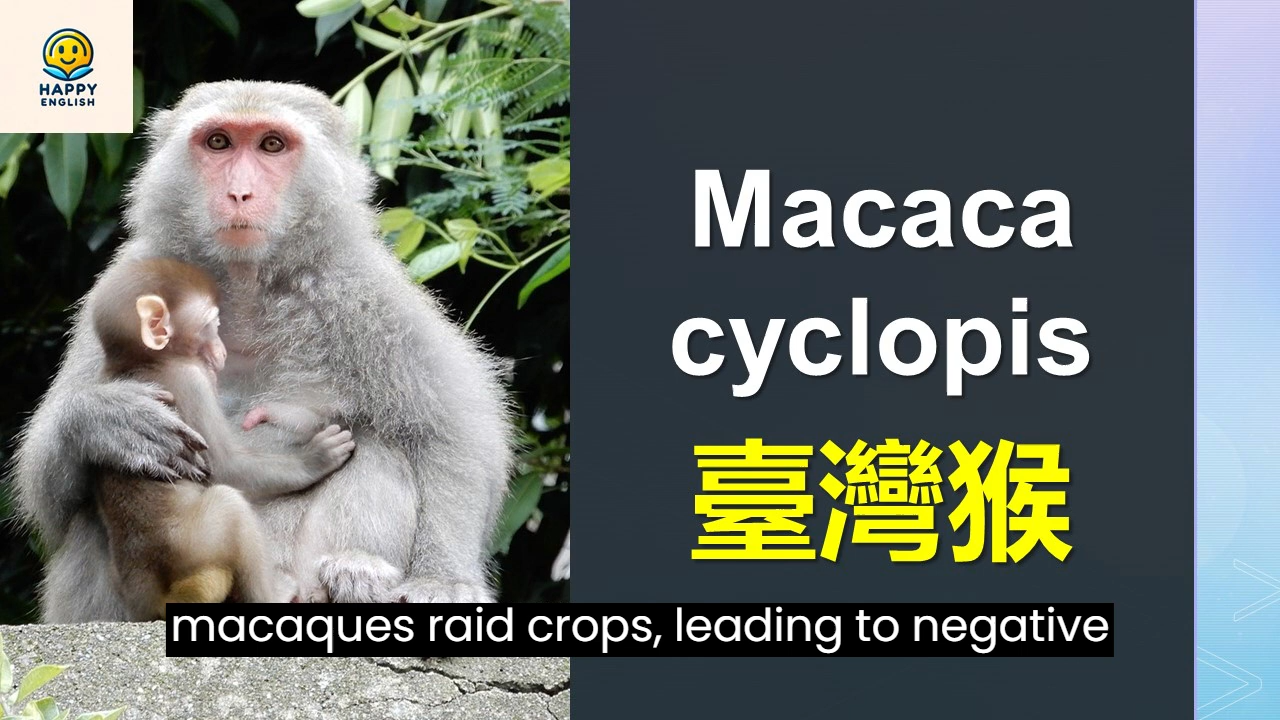 HAPPY
ENGLISH
Macaca
cyclopis
臺灣猴
macaques raid crops, leading to negative